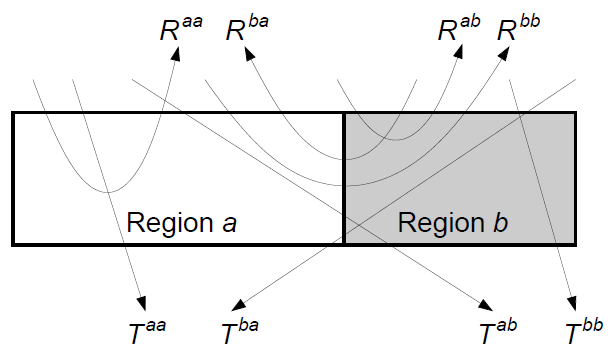 R^aa R^ba R^ab R^bb
Region a Region b
T^aa T^ba T^ab T^bb